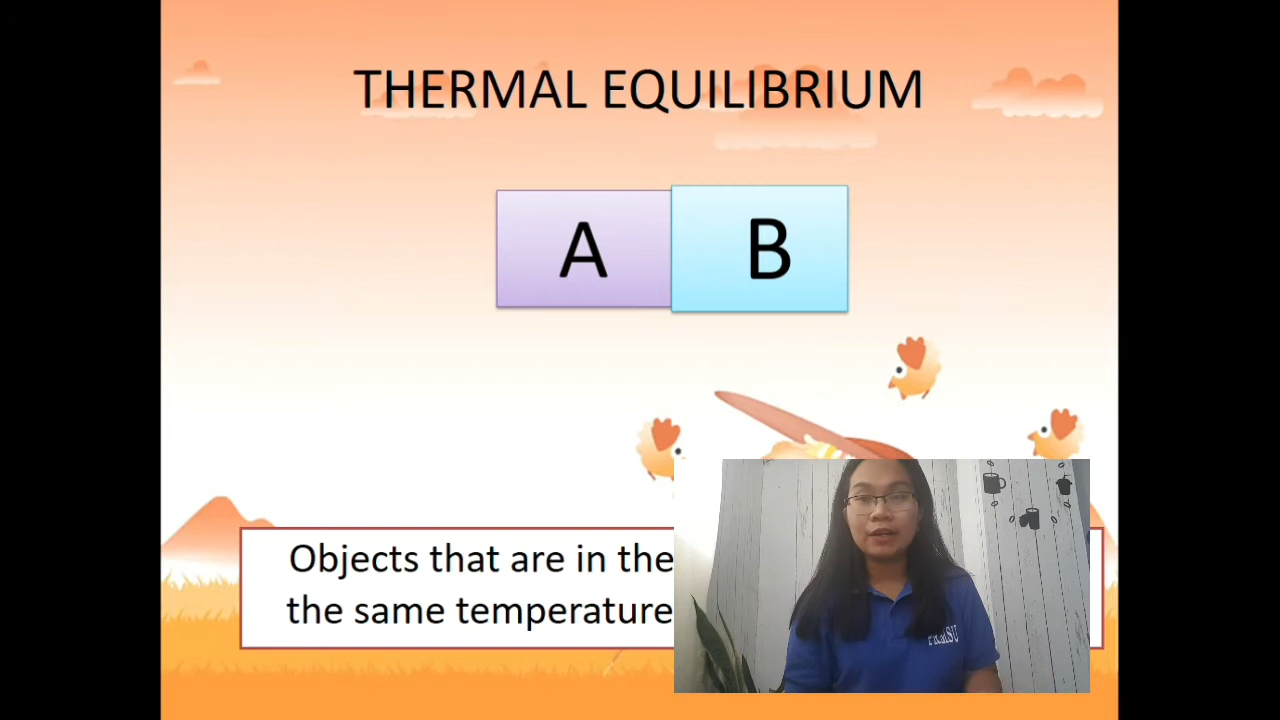 THERMAL EQUILIBRIUM
A B
Objects that are in the
the same temperature